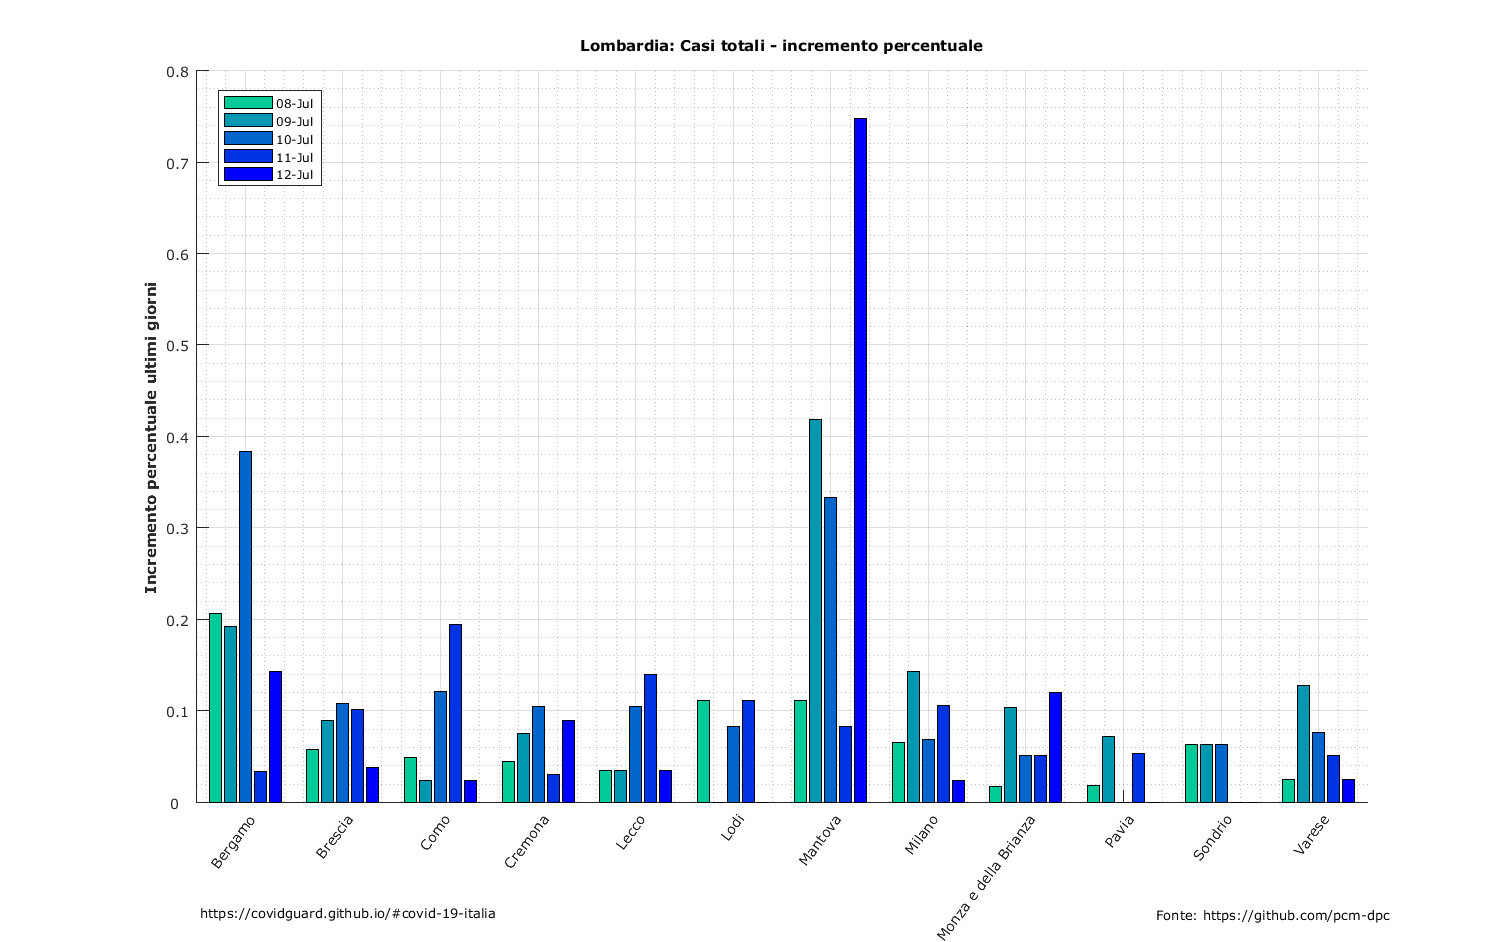 Lombardia: Casi totali - incremento percentuale
Incremento percentuale ultimi giorni
0.8
0.7
0.6
0.5
0.4
0.3
0.2
0.1
0
08-Jul
09-Jul
10-Jul
11-Jul
12-Jul
Bergamo
Brescia
Como
Cremona
Lecco
Lodi
Mantova
Milano
Monza e della Brianza
Pavia
Sondrio
Varese
https://covidguard.github.io/#covid-19-italia
Fonte: https://github.com/pcm-dpc